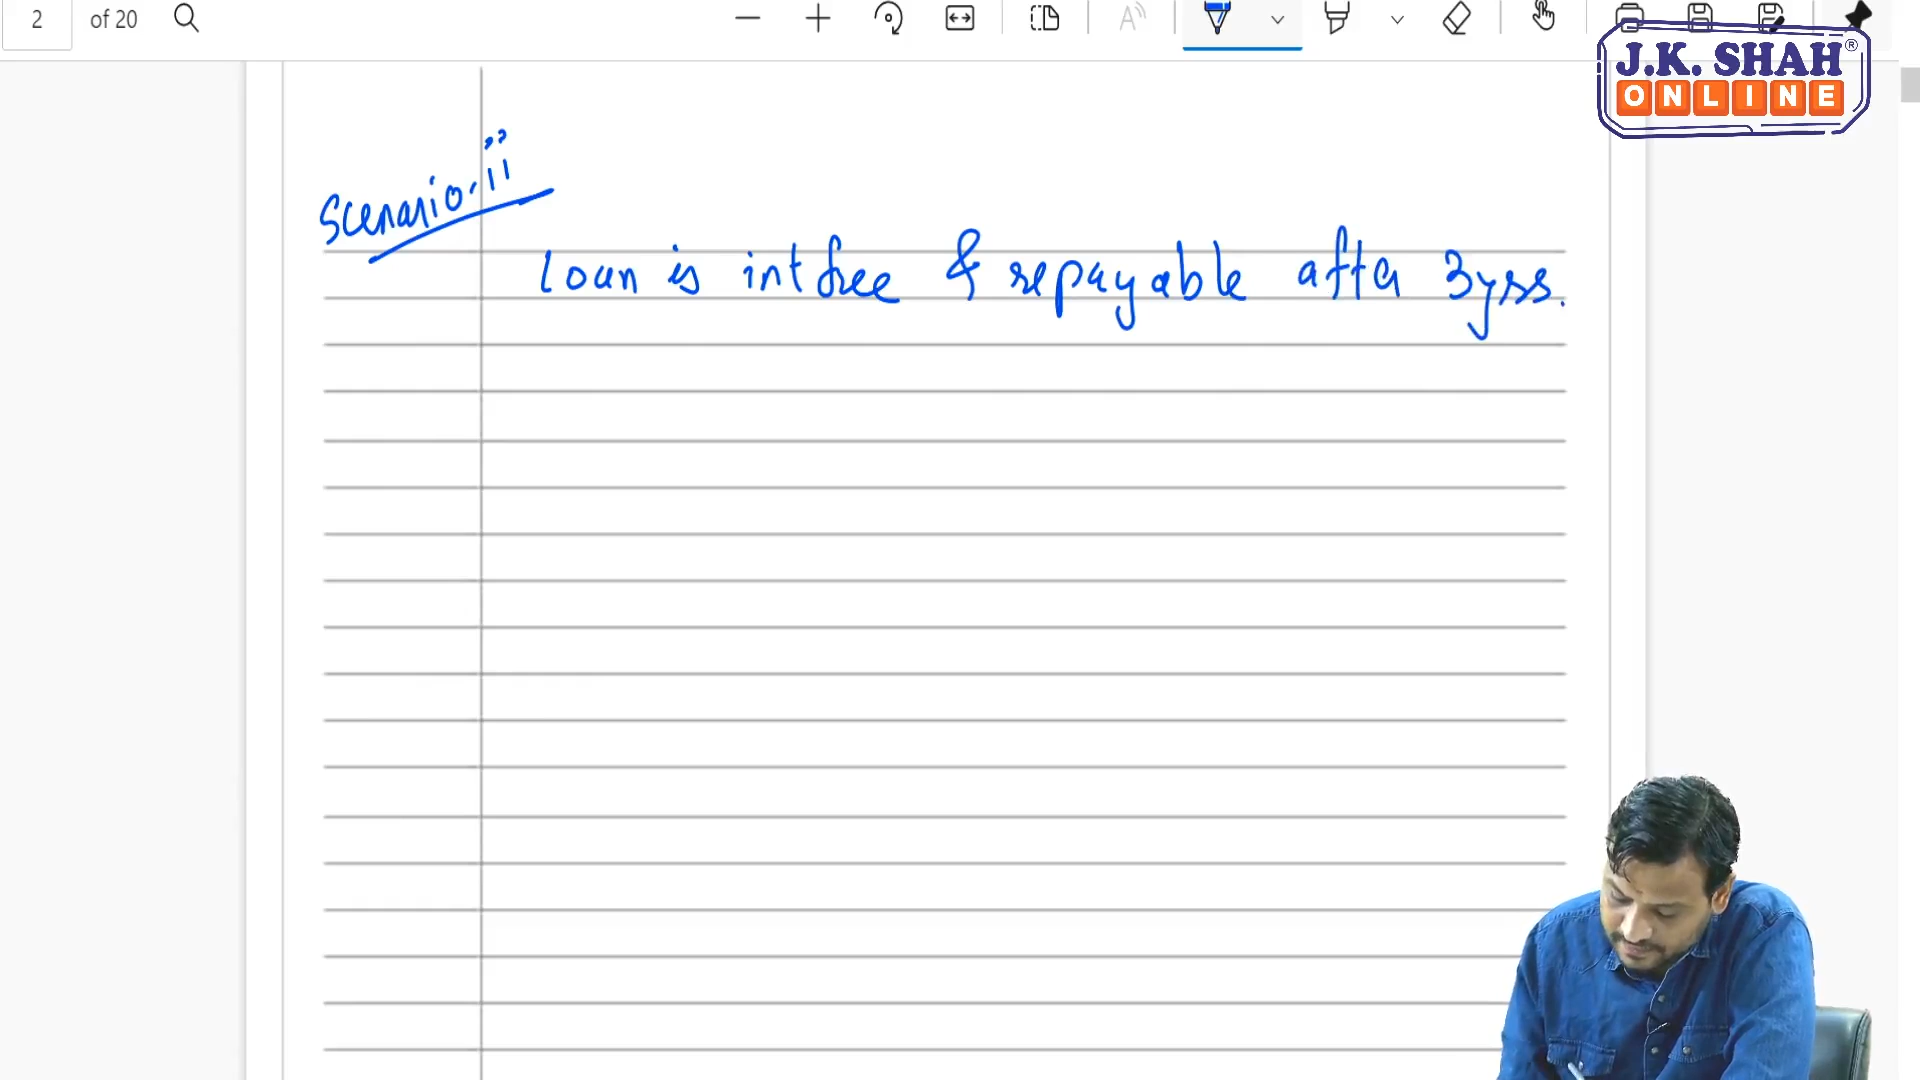 2 of 20
J.K. SHAH®
ONLINE
Scenario.ii
Loan is int free & repayable after 3yrs.